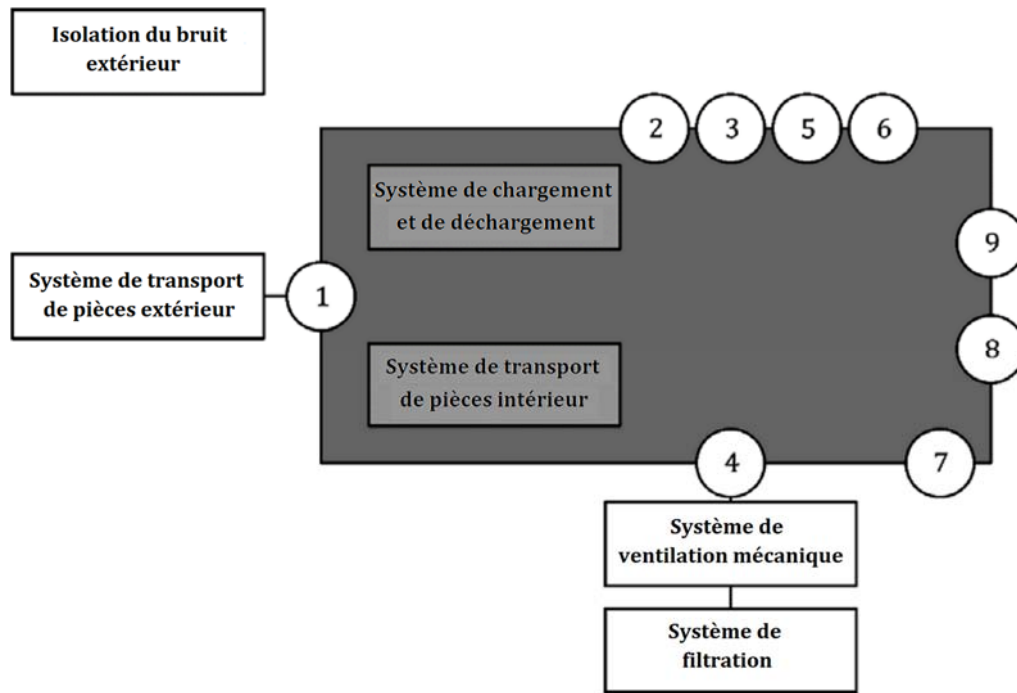 Isolation du bruit
extérieur
2
3
5
6
Système de chargement
et de déchargement
9
Système de transport
de pièces extérieur
1
8
Système de transport
de pièces intérieur
4
7
Système de
ventilation mécanique
Système de
filtration